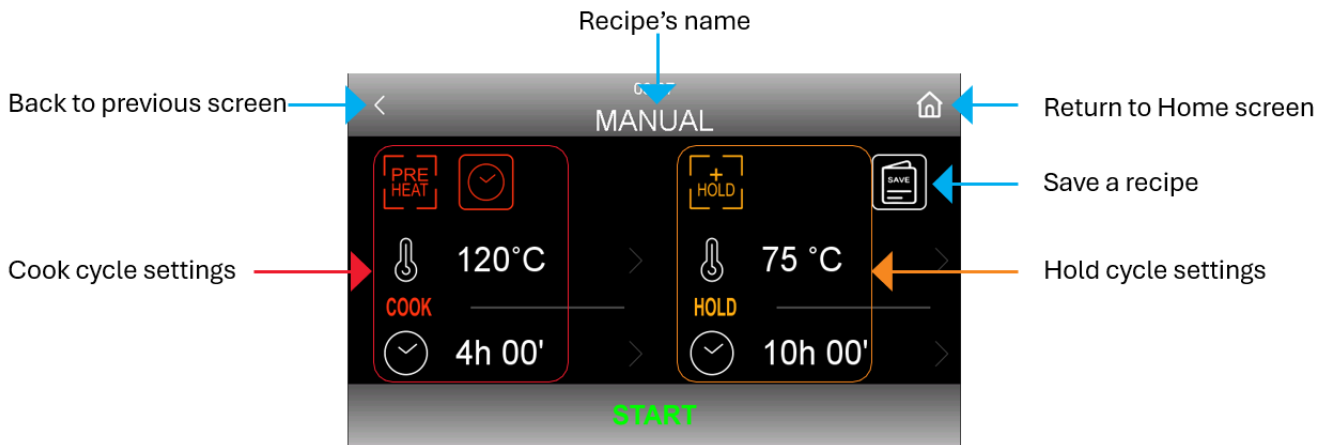 Recipe's name
Back to previous screen
MANUAL
Return to Home screen
PRE
HEAT
+
HOLD
SAVE
Save a recipe
Cook cycle settings
120°C
75 °C
Hold cycle settings
COOK
HOLD
4h 00'
10h 00'
START